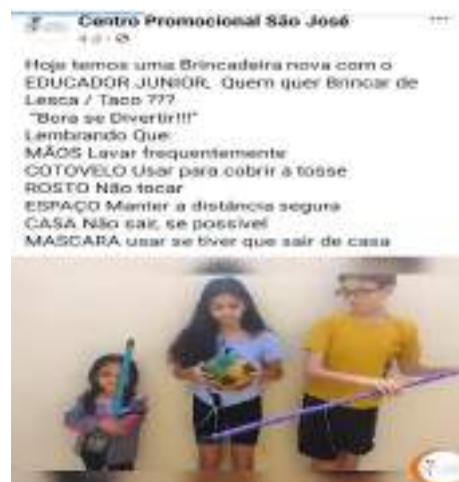 Centro Promocional São José
4 d ·
Hoje temos uma Brincadeira nova com o
EDUCADOR JUNIOR. Quem quer Brincar de
Lesca / Taco ???
"Bora se Divertir!!!"
Lembrando Que:
MÃOS Lavar frequentemente
COTOVELO Usar para cobrir a tosse
ROSTO Não tocar
ESPAÇO Manter a distância segura
CASA Não sair, se possível
MASCARA usar se tiver que sair de casa